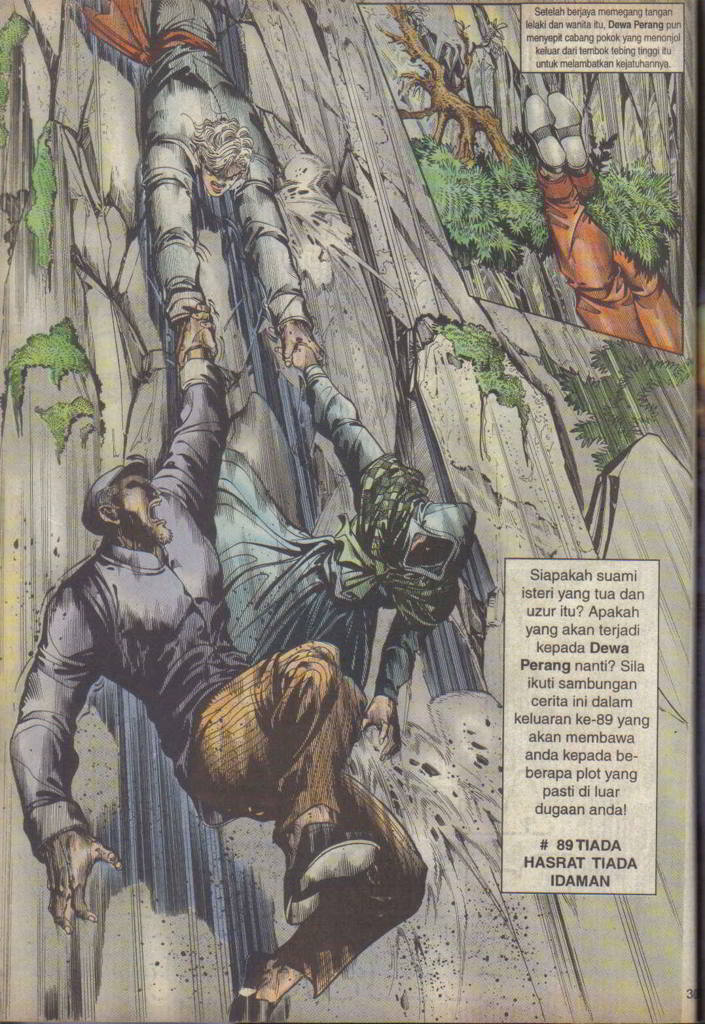 Setelah berjaya memegang tangan
lelaki dan wanita itu, Dewa Perang pun
menyepit cabang pokok yang menonjol
keluar dari tembok tebing tinggi itu
untuk melambatkan kejatuhannya.
Siapakah suami
isteri yang tua dan
uzur itu? Apakah
yang akan terjadi
kepada Dewa
Perang nanti? Sila
ikuti sambungan
cerita ini dalam
keluaran ke-89 yang
akan membawa
anda kepada be-
berapa plot yang
pasti di luar
dugaan anda!
# 89 TIADA
HASRAT TIADA
IDAMAN